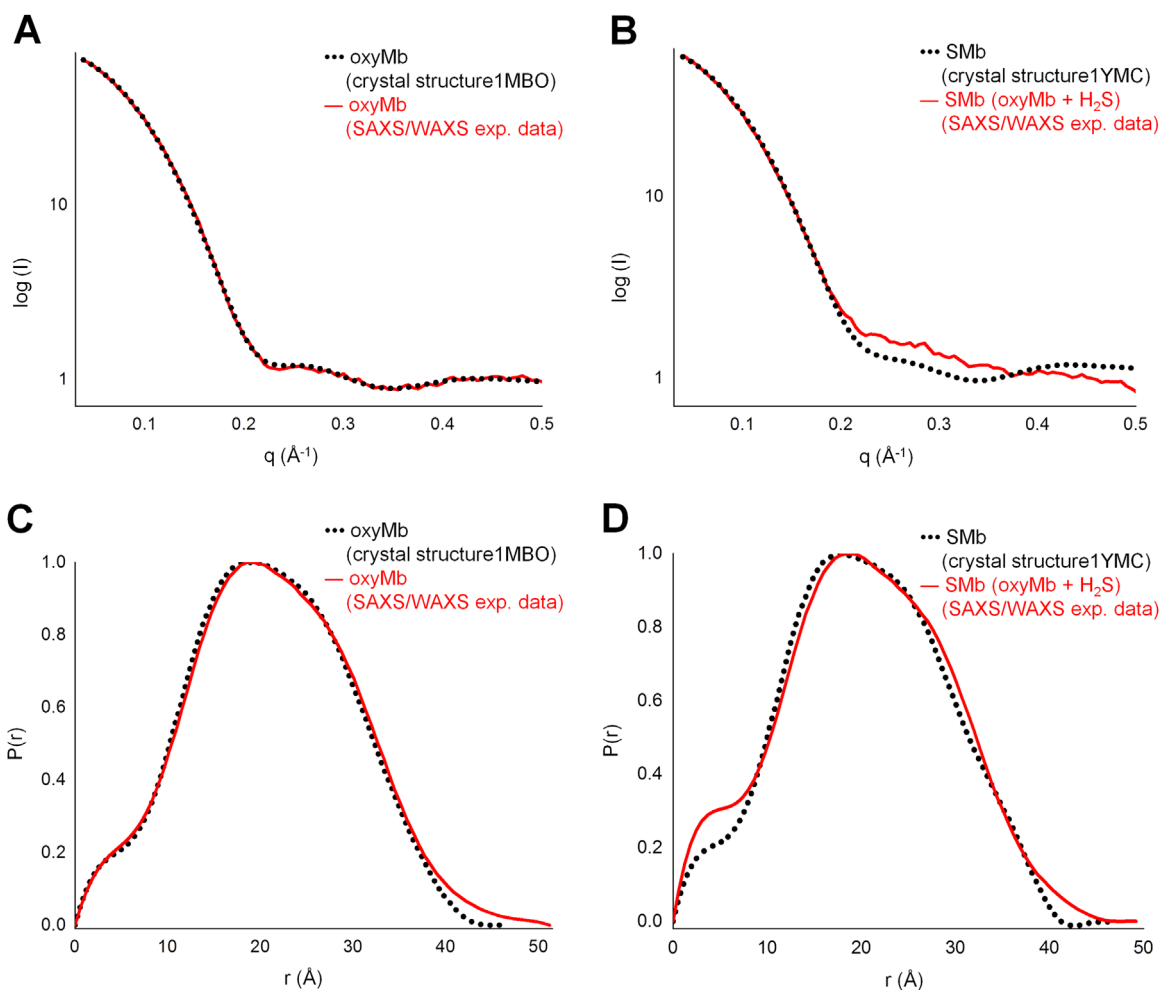 A
oxyMb
(crystal structure1MBO)
oxyMb
(SAXS/WAXS exp. data)
10
1
log (I)
0.1 0.2 0.3 0.4 0.5
q (Å-1)
B
SMb
(crystal structure1YMC)
SMb (oxyMb + H2S)
(SAXS/WAXS exp. data)
10
1
log (I)
0.1 0.2 0.3 0.4 0.5
q (Å-1)
C
oxyMb
(crystal structure1MBO)
oxyMb
(SAXS/WAXS exp. data)
1.0
0.8
0.6
0.4
0.2
0.0
P(r)
0 10 20 30 40 50
r (Å)
D
SMb
(crystal structure1YMC)
SMb (oxyMb + H2S)
(SAXS/WAXS exp. data)
1.0
0.8
0.6
0.4
0.2
0.0
P(r)
0 10 20 30 40 50
r (Å)